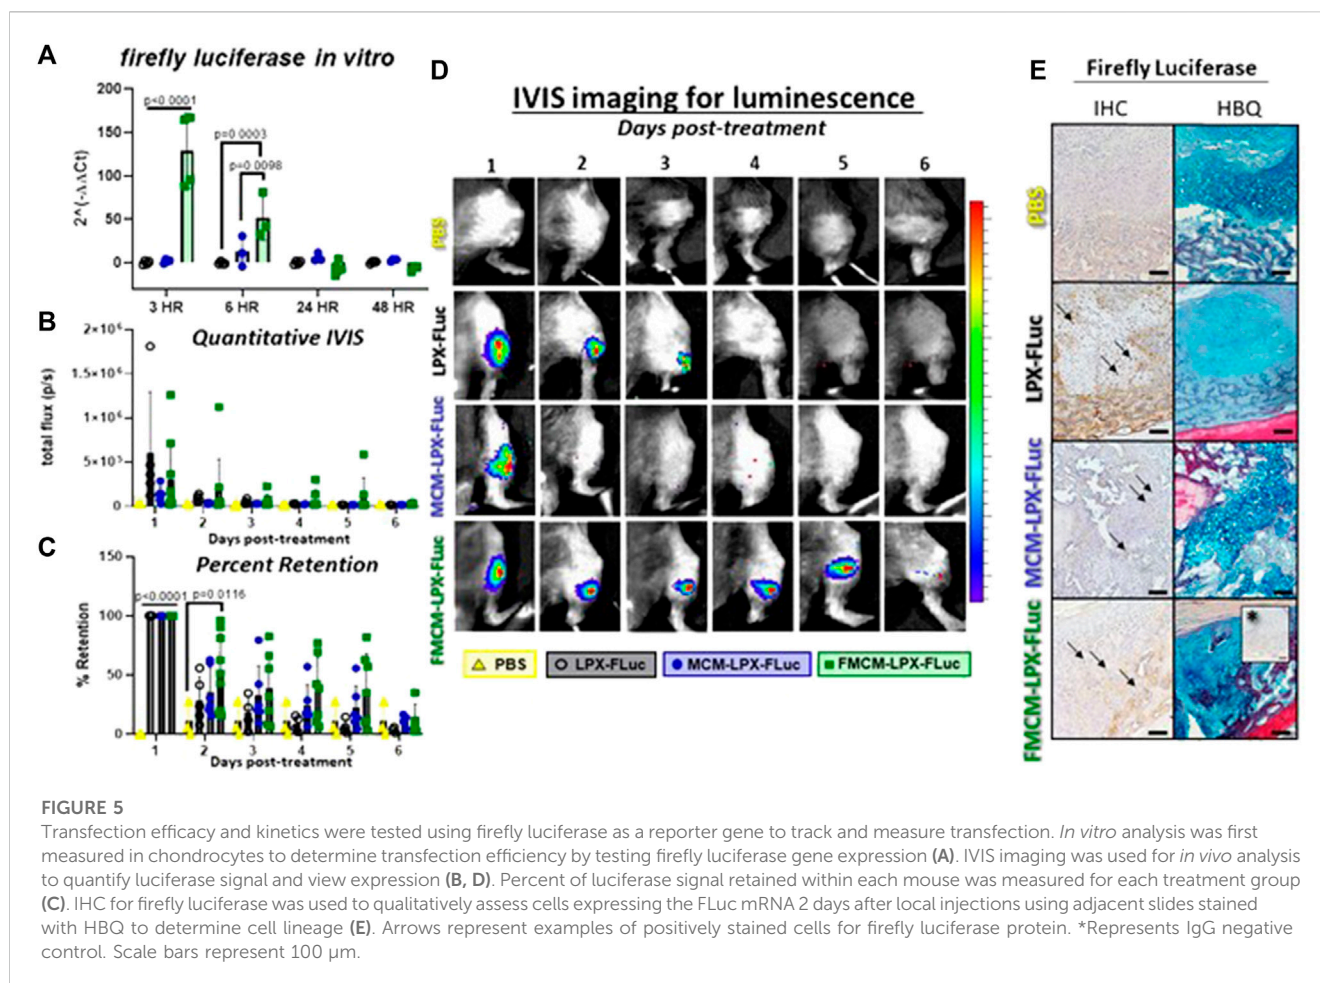 A
firefly luciferase in vitro
2^(-ΔΔCt)
200
150
100
50
0
p<0.0001
p=0.0003
p=0.0098
3 HR
6 HR
24 HR
48 HR
B
Quantitative IVIS
total flux (p/s)
2×10⁶
1.5×10⁶
1×10⁶
5×10⁵
0
1 2 3 4 5 6
Days post-treatment
C
Percent Retention
% Retention
150
100
50
0
p<0.0001
p=0.0116
1 2 3 4 5 6
Days post-treatment
D
IVIS imaging for luminescence
Days post-treatment
1 2 3 4 5 6
PBS
LPX-FLuc
MCM-LPX-FLuc
FMCM-LPX-FLuc
PBS LPX-FLuc MCM-LPX-FLuc FMCM-LPX-FLuc
E
Firefly Luciferase
IHC HBQ
PBS
LPX-FLuc
MCM-LPX-FLuc
FMCM-LPX-FLuc
*
FIGURE 5
Transfection efficacy and kinetics were tested using firefly luciferase as a reporter gene to track and measure transfection. In vitro analysis was first
measured in chondrocytes to determine transfection efficiency by testing firefly luciferase gene expression (A). IVIS imaging was used for in vivo analysis
to quantify luciferase signal and view expression (B, D). Percent of luciferase signal retained within each mouse was measured for each treatment group
(C). IHC for firefly luciferase was used to qualitatively assess cells expressing the FLuc mRNA 2 days after local injections using adjacent slides stained
with HBQ to determine cell lineage (E). Arrows represent examples of positively stained cells for firefly luciferase protein. *Represents IgG negative
control. Scale bars represent 100 μm.